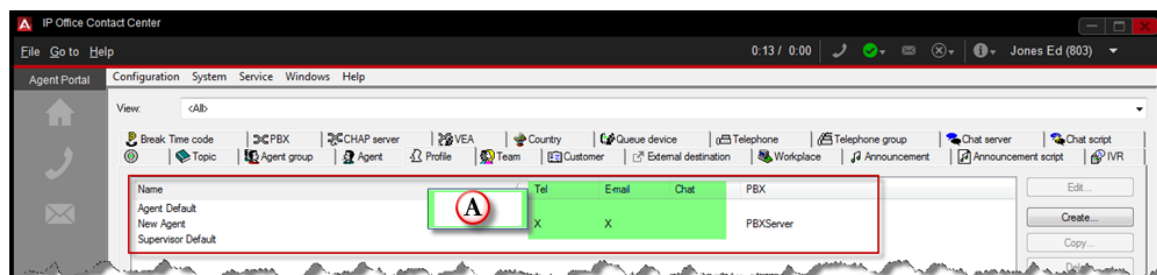 IP Office Contact Center
File Go to Help
0:13 / 0:00
Jones Ed (803)
Agent Portal
Configuration System Service Windows Help
View: <All>
Break Time code PBX CHAP server VEA Country Queue device Telephone Telephone group Chat server Chat script
Topic Agent group Agent Profile Team Customer External destination Workplace Announcement Announcement script IVR
Name / Tel E-mail Chat PBX
Edit...
Agent Default
A
New Agent X X PBXServer
Create...
Supervisor Default
Copy...